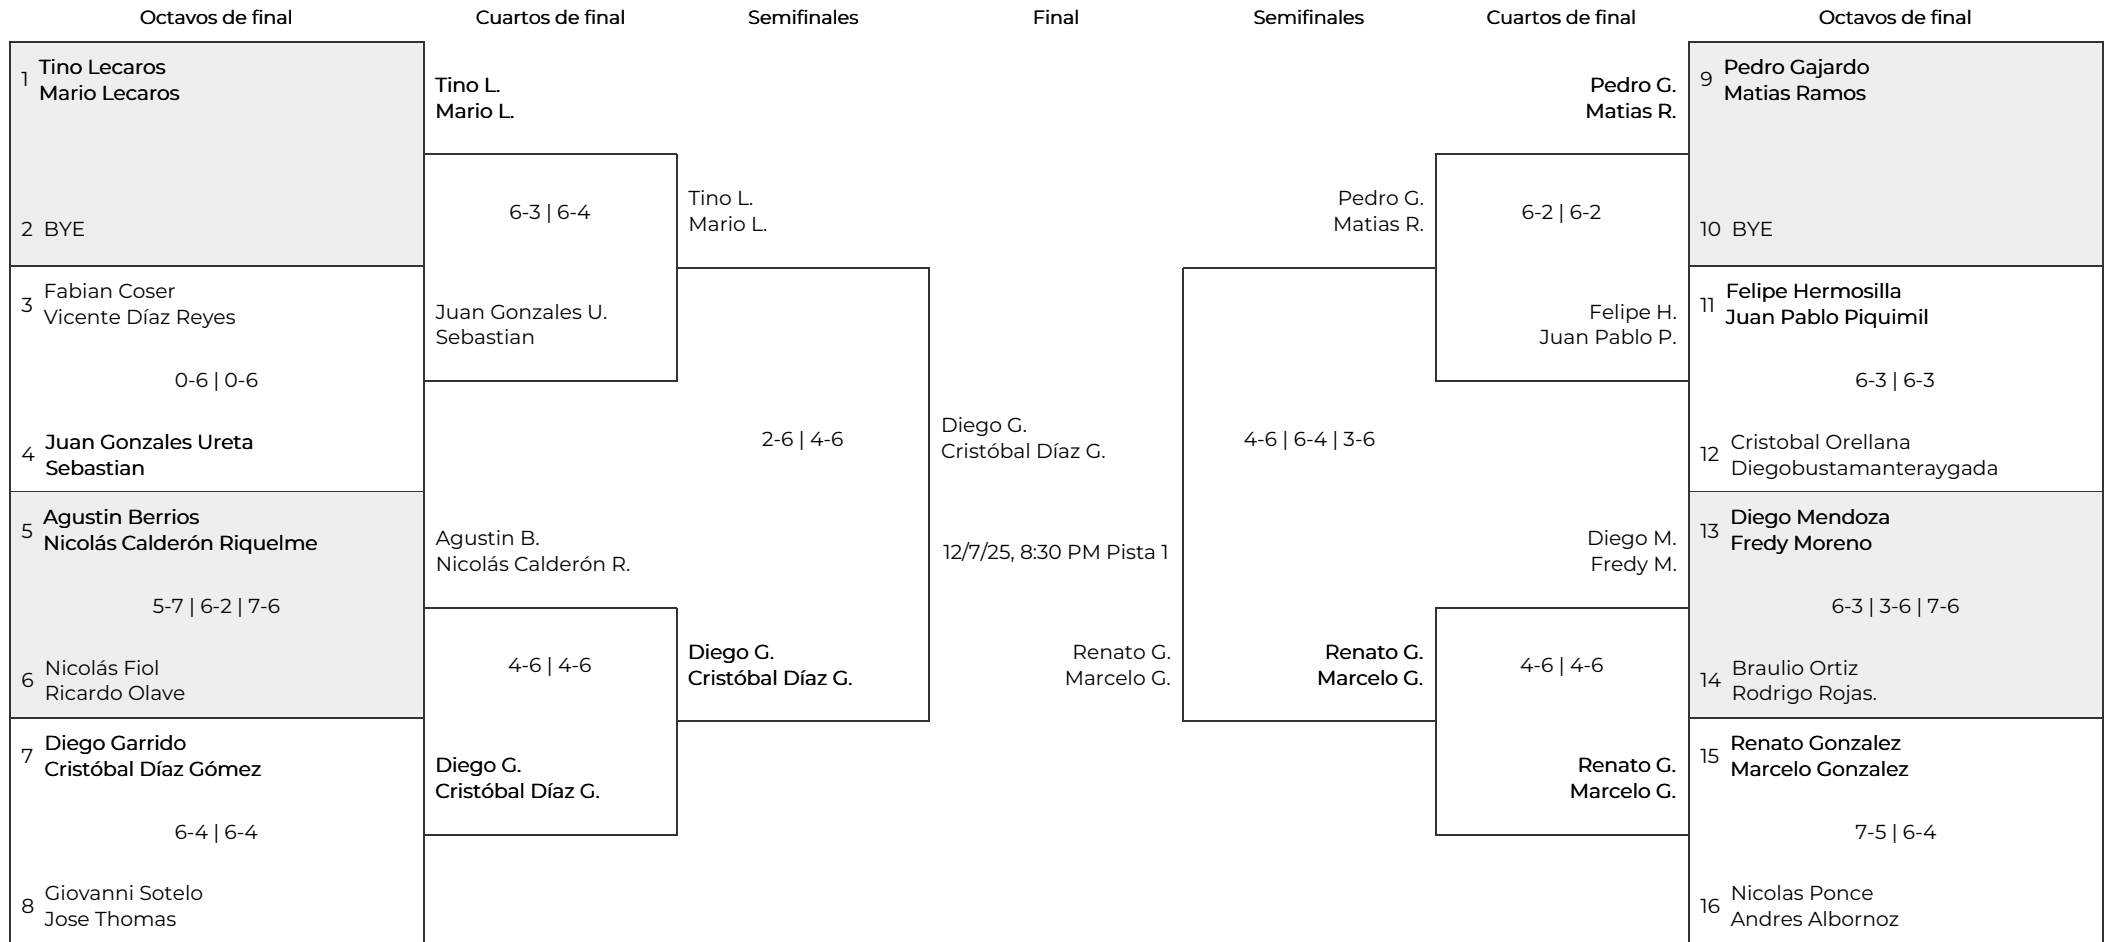 Octavos de final
Cuartos de final
Semifinales
Final
Semifinales
Cuartos de final
Octavos de final
1
Tino Lecaros
Mario Lecaros
2 BYE
3
Fabian Coser
Vicente Díaz Reyes
0-6 | 0-6
4
Juan Gonzales Ureta
Sebastian
5
Agustin Berrios
Nicolás Calderón Riquelme
5-7 | 6-2 | 7-6
6
Nicolás Fiol
Ricardo Olave
7
Diego Garrido
Cristóbal Díaz Gómez
6-4 | 6-4
8
Giovanni Sotelo
Jose Thomas
Tino L.
Mario L.
6-3 | 6-4
Juan Gonzales U.
Sebastian
Agustin B.
Nicolás Calderón R.
4-6 | 4-6
Diego G.
Cristóbal Díaz G.
Tino L.
Mario L.
2-6 | 4-6
Diego G.
Cristóbal Díaz G.
Diego G.
Cristóbal Díaz G.
12/7/25, 8:30 PM Pista 1
Renato G.
Marcelo G.
Pedro G.
Matias R.
4-6 | 6-4 | 3-6
Renato G.
Marcelo G.
Pedro G.
Matias R.
6-2 | 6-2
Felipe H.
Juan Pablo P.
Diego M.
Fredy M.
4-6 | 4-6
Renato G.
Marcelo G.
9
Pedro Gajardo
Matias Ramos
10 BYE
11
Felipe Hermosilla
Juan Pablo Piquimil
6-3 | 6-3
12
Cristobal Orellana
Diegobustamanteraygada
13
Diego Mendoza
Fredy Moreno
6-3 | 3-6 | 7-6
14
Braulio Ortiz
Rodrigo Rojas.
15
Renato Gonzalez
Marcelo Gonzalez
7-5 | 6-4
16
Nicolas Ponce
Andres Albornoz